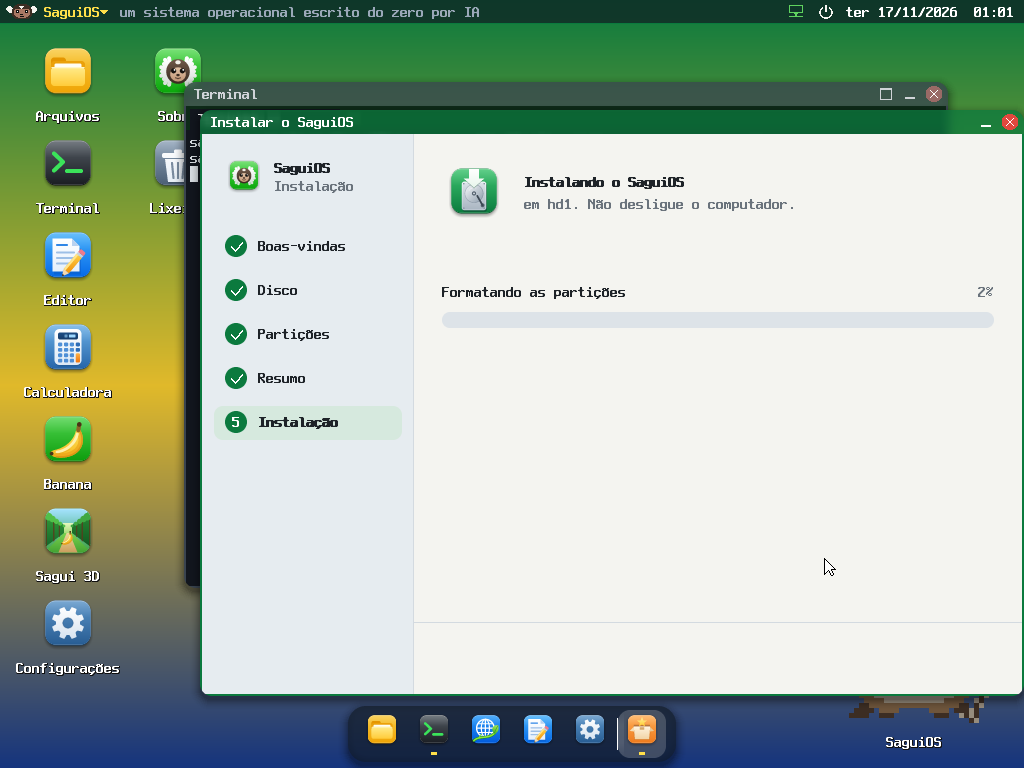 SaguiOS
um sistema operacional escrito do zero por IA
ter 17/11/2026 01:01
Arquivos
Terminal
Lixe
Editor
Calculadora
Banana
Sagui 3D
Configurações
Terminal
Instalar o SaguiOS
SaguiOS
Instalação
Boas-vindas
Disco
Partições
Resumo
5 Instalação
Instalando o SaguiOS
em hd1. Não desligue o computador.
Formatando as partições 2%
SaguiOS